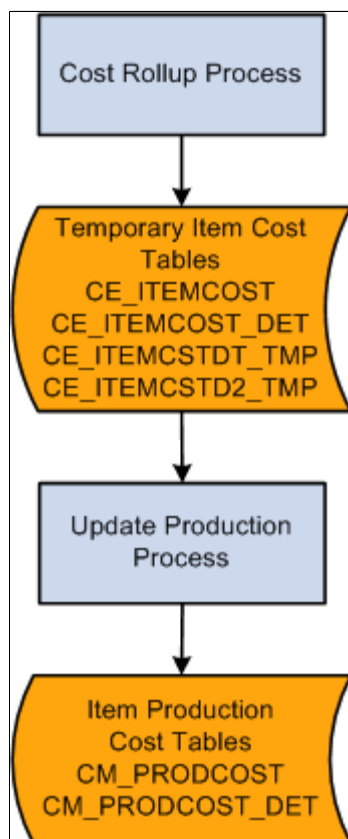 Cost Rollup Process
Temporary Item Cost
Tables
CE_ITEMCOST
CE_ITEMCOST_DET
CE_ITEMCSTDT_TMP
CE_ITEMCSTD2_TMP
Update Production
Process
Item Production
Cost Tables
CM_PRODCOST
CM_PRODCOST_DET